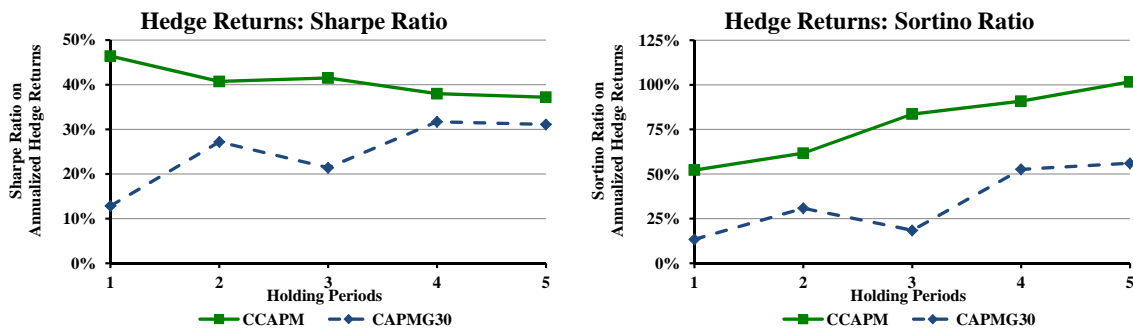 Hedge Returns: Sharpe Ratio
Sharpe Ratio on
Annualized Hedge Returns
50%
40%
30%
20%
10%
0%
1
2
3
4
5
Holding Periods
CCAPM
CAPMG30
Hedge Returns: Sortino Ratio
Sortino Ratio on
Annualized Hedge Returns
125%
100%
75%
50%
25%
0%
1
2
3
4
5
Holding Periods
CCAPM
CAPMG30